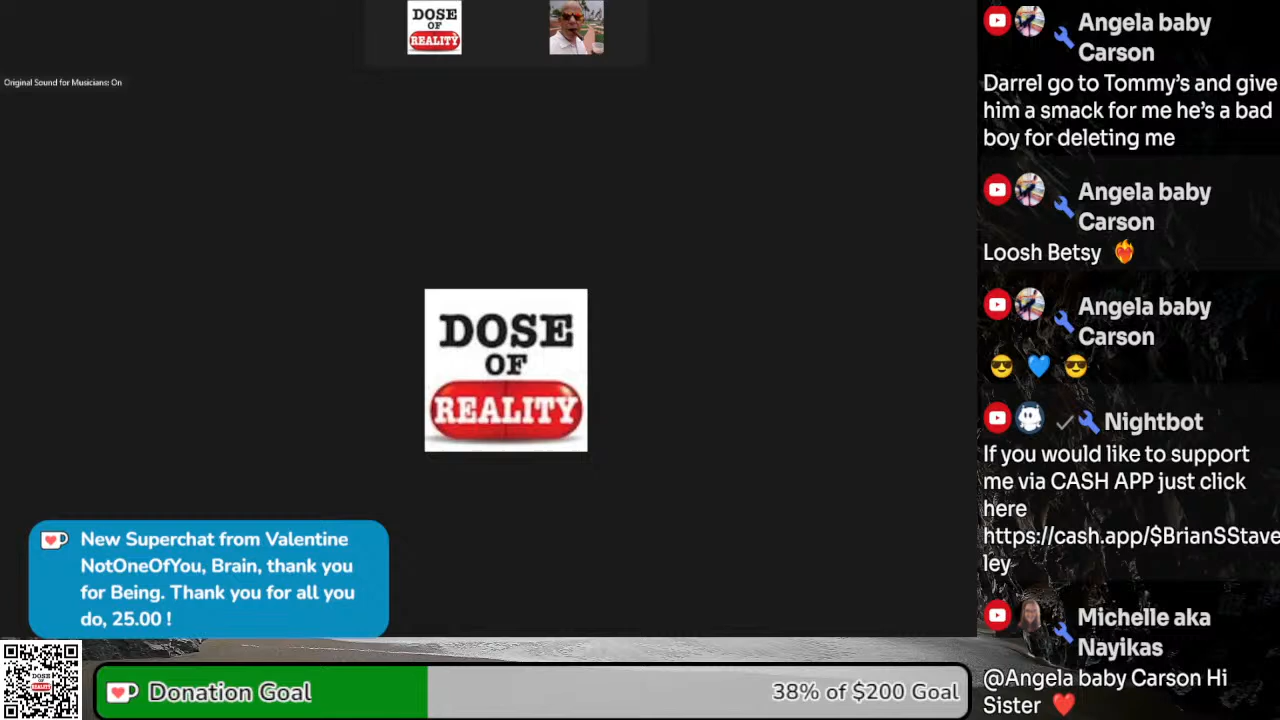 DOSE
OF
REALITY
Original Sound for Musicians: On
DOSE
OF
REALITY
New Superchat from Valentine
NotOneOfYou, Brain, thank you
for Being. Thank you for all you
do, 25.00 !
DOSE
OF
REALITY
Donation Goal
38% of $200 Goal
Angela baby
Carson
Darrel go to Tommy’s and give
him a smack for me he’s a bad
boy for deleting me
Angela baby
Carson
Loosh Betsy ❤️‍🔥
Angela baby
Carson
😎 💙 😎
Nightbot
If you would like to support
me via CASH APP just click
here
https://cash.app/$BrianSStave
ley
Michelle aka
Nayikas
@Angela baby Carson Hi
Sister ❤️